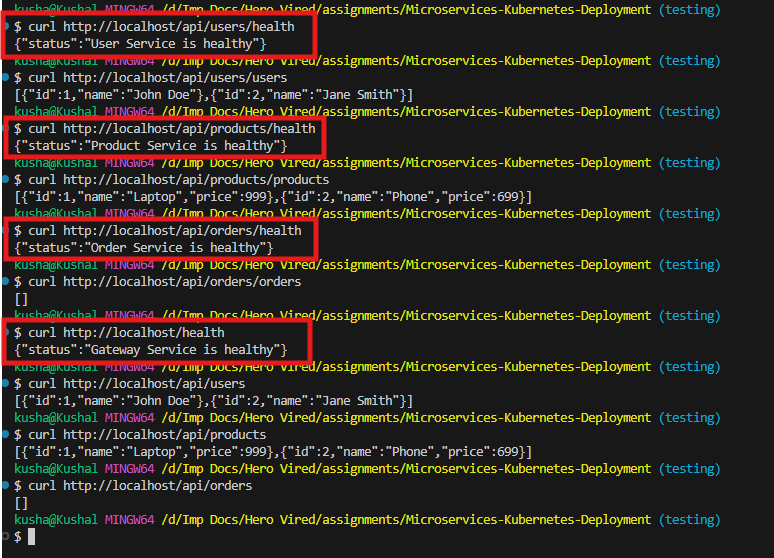 kusha@Kushal MINGW64 /d/Imp Docs/Hero Vired/assignments/Microservices-Kubernetes-Deployment (testing)
$ curl http://localhost/api/users/health
{"status":"User Service is healthy"}
kusha@Kushal MINGW64 /d/Imp Docs/Hero Vired/assignments/Microservices-Kubernetes-Deployment (testing)
$ curl http://localhost/api/users/users
[{"id":1,"name":"John Doe"},{"id":2,"name":"Jane Smith"}]
kusha@Kushal MINGW64 /d/Imp Docs/Hero Vired/assignments/Microservices-Kubernetes-Deployment (testing)
$ curl http://localhost/api/products/health
{"status":"Product Service is healthy"}
kusha@Kushal MINGW64 /d/Imp Docs/Hero Vired/assignments/Microservices-Kubernetes-Deployment (testing)
$ curl http://localhost/api/products/products
[{"id":1,"name":"Laptop","price":999},{"id":2,"name":"Phone","price":699}]
kusha@Kushal MINGW64 /d/Imp Docs/Hero Vired/assignments/Microservices-Kubernetes-Deployment (testing)
$ curl http://localhost/api/orders/health
{"status":"Order Service is healthy"}
kusha@Kushal MINGW64 /d/Imp Docs/Hero Vired/assignments/Microservices-Kubernetes-Deployment (testing)
$ curl http://localhost/api/orders/orders
[]
kusha@Kushal MINGW64 /d/Imp Docs/Hero Vired/assignments/Microservices-Kubernetes-Deployment (testing)
$ curl http://localhost/health
{"status":"Gateway Service is healthy"}
kusha@Kushal MINGW64 /d/Imp Docs/Hero Vired/assignments/Microservices-Kubernetes-Deployment (testing)
$ curl http://localhost/api/users
[{"id":1,"name":"John Doe"},{"id":2,"name":"Jane Smith"}]
kusha@Kushal MINGW64 /d/Imp Docs/Hero Vired/assignments/Microservices-Kubernetes-Deployment (testing)
$ curl http://localhost/api/products
[{"id":1,"name":"Laptop","price":999},{"id":2,"name":"Phone","price":699}]
kusha@Kushal MINGW64 /d/Imp Docs/Hero Vired/assignments/Microservices-Kubernetes-Deployment (testing)
$ curl http://localhost/api/orders
[]
kusha@Kushal MINGW64 /d/Imp Docs/Hero Vired/assignments/Microservices-Kubernetes-Deployment (testing)
$